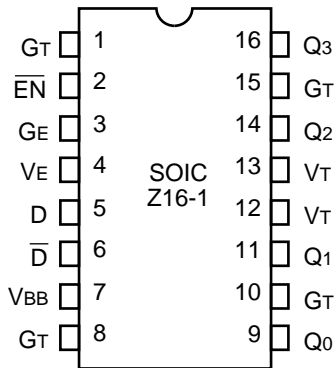 GT 1 16 Q3
E̅N̅ 2 15 GT
GE 3 14 Q2
VE 4 13 VT
SOIC
Z16-1
D 5 12 VT
D̅ 6 11 Q1
VBB 7 10 GT
GT 8 9 Q0